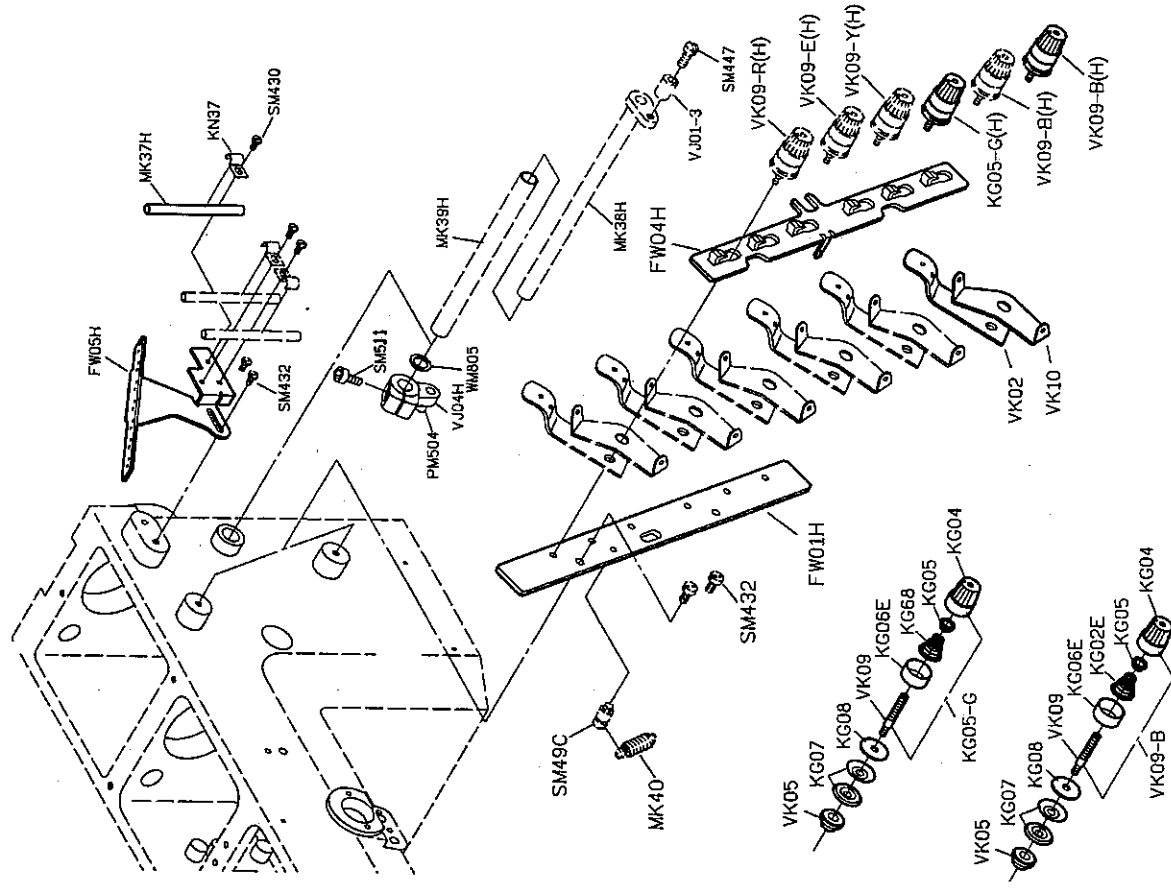 SM430
KN37
MK37H
FW05H
SM432
SM447
VJ01-3
MK38H
MK39H
SM511
WM805
VJ04H
PM504
VK09-R(H)
VK09-E(H)
VK09-Y(H)
KG05-G(H)
VK09-B(H)
VK09-B(H)
FW04H
VK02
VK10
FW01H
SM432
SM49C
MK40
KG04
KG05
KG68
KG06E
VK09
KG08
KG07
VK05
KG05-G
KG04
KG05
KG02E
KG06E
VK09
KG08
KG07
VK05
VK09-B